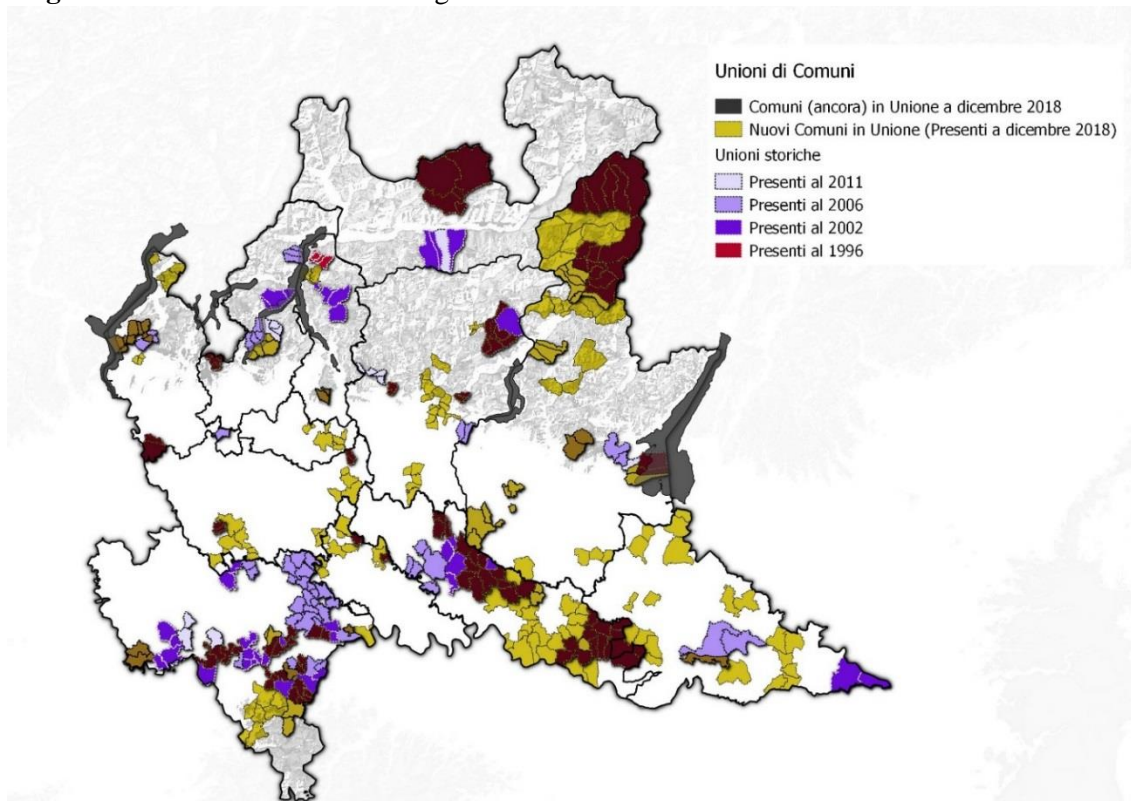 Unioni di Comuni
Comuni (ancora) in Unione a dicembre 2018
Nuovi Comuni in Unione (Presenti a dicembre 2018)
Unioni storiche
Presenti al 2011
Presenti al 2006
Presenti al 2002
Presenti al 1996